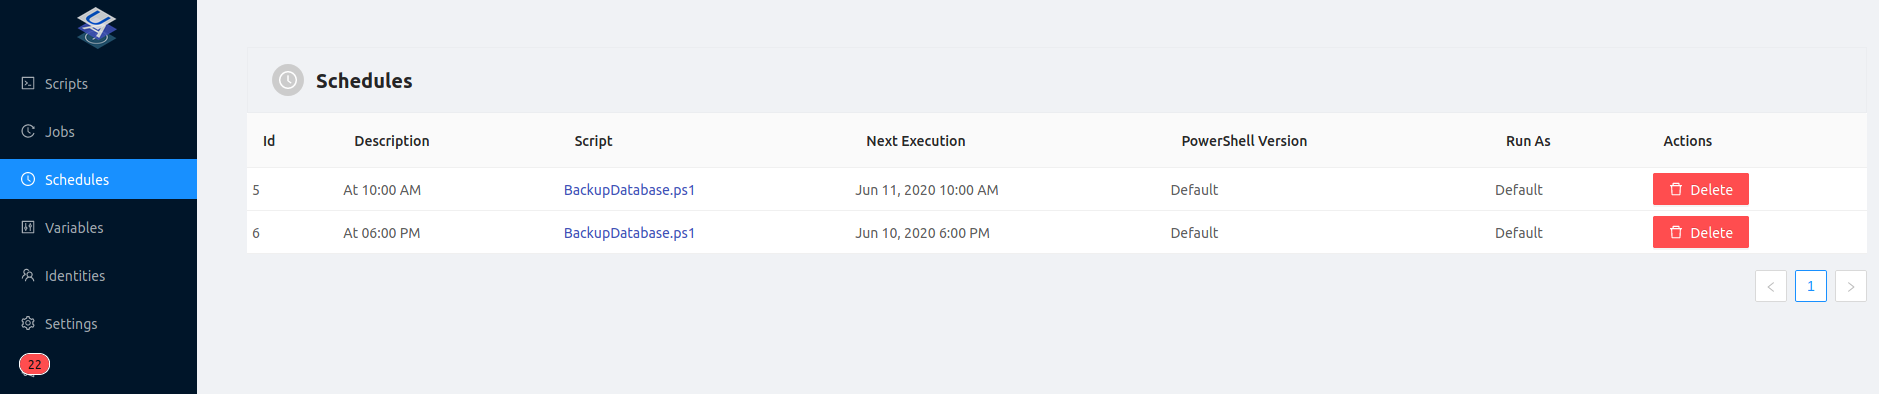 Scripts
Jobs
Schedules
Variables
Identities
Settings
22
Schedules
Id Description Script Next Execution PowerShell Version Run As Actions
5 At 10:00 AM BackupDatabase.ps1 Jun 11, 2020 10:00 AM Default Default Delete
6 At 06:00 PM BackupDatabase.ps1 Jun 10, 2020 6:00 PM Default Default Delete
< 1 >